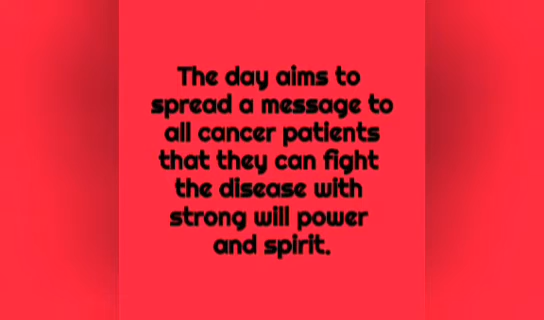 The day aims to
spread a message to
all cancer patients
that they can fight
the disease with
strong will power
and spirit.